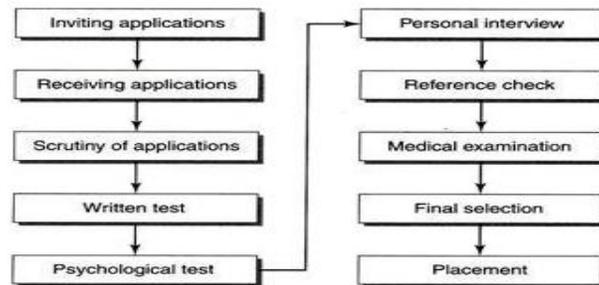 Inviting applications
Receiving applications
Scrutiny of applications
Written test
Psychological test
Personal interview
Reference check
Medical examination
Final selection
Placement